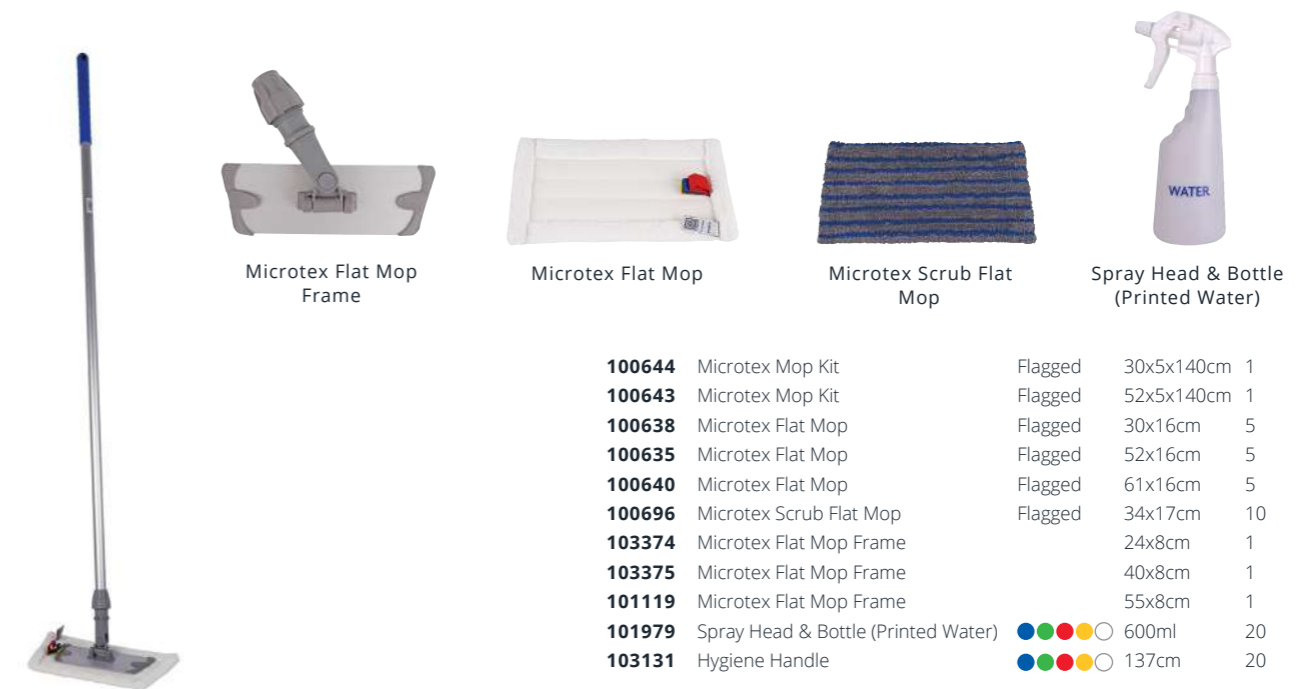 Microtex Flat Mop
Frame
Microtex Flat Mop
Microtex Scrub Flat
Mop
WATER
Spray Head & Bottle
(Printed Water)
100644 Microtex Mop Kit Flagged 30x5x140cm 1
100643 Microtex Mop Kit Flagged 52x5x140cm 1
100638 Microtex Flat Mop Flagged 30x16cm 5
100635 Microtex Flat Mop Flagged 52x16cm 5
100640 Microtex Flat Mop Flagged 61x16cm 5
100696 Microtex Scrub Flat Mop Flagged 34x17cm 10
103374 Microtex Flat Mop Frame 24x8cm 1
103375 Microtex Flat Mop Frame 40x8cm 1
101119 Microtex Flat Mop Frame 55x8cm 1
101979 Spray Head & Bottle (Printed Water) 600ml 20
103131 Hygiene Handle 137cm 20